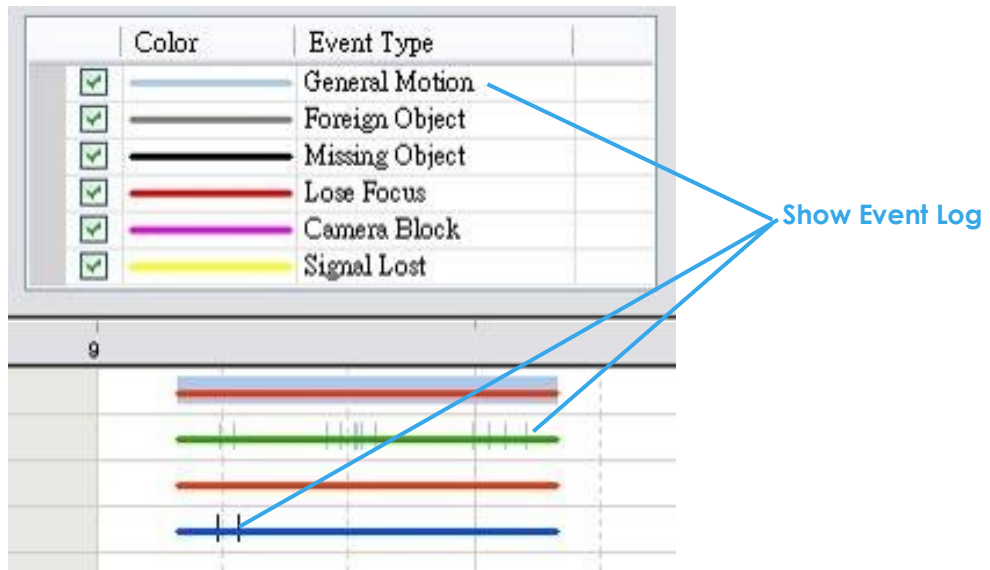 Color Event Type
General Motion
Foreign Object
Missing Object
Lose Focus
Camera Block
Signal Lost
Show Event Log
9